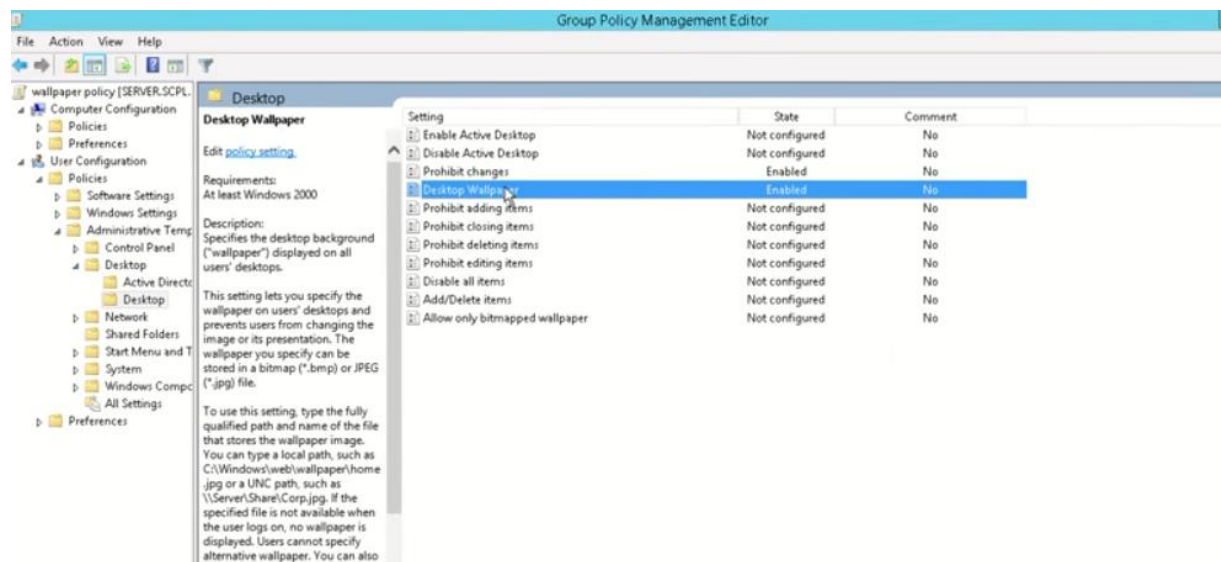 Group Policy Management Editor
File Action View Help
wallpaper policy [SERVER.SCPL.
Computer Configuration
Policies
Preferences
User Configuration
Policies
Software Settings
Windows Settings
Administrative Temp
Control Panel
Desktop
Active Directo
Desktop
Network
Shared Folders
Start Menu and T
System
Windows Compo
All Settings
Preferences
Desktop
Desktop Wallpaper
Edit policy setting
Requirements:
At least Windows 2000
Description:
Specifies the desktop background
("wallpaper") displayed on all
users' desktops.
This setting lets you specify the
wallpaper on users' desktops and
prevents users from changing the
image or its presentation. The
wallpaper you specify can be
stored in a bitmap (*.bmp) or JPEG
(*.jpg) file.
To use this setting, type the fully
qualified path and name of the file
that stores the wallpaper image.
You can type a local path, such as
C:\Windows\web\wallpaper\home
.jpg or a UNC path, such as
\\Server\Share\Corp.jpg. If the
specified file is not available when
the user logs on, no wallpaper is
displayed. Users cannot specify
alternative wallpaper. You can also
Setting State Comment
Enable Active Desktop Not configured No
Disable Active Desktop Not configured No
Prohibit changes Enabled No
Desktop Wallpaper Enabled No
Prohibit adding items Not configured No
Prohibit closing items Not configured No
Prohibit deleting items Not configured No
Prohibit editing items Not configured No
Disable all items Not configured No
Add/Delete items Not configured No
Allow only bitmapped wallpaper Not configured No